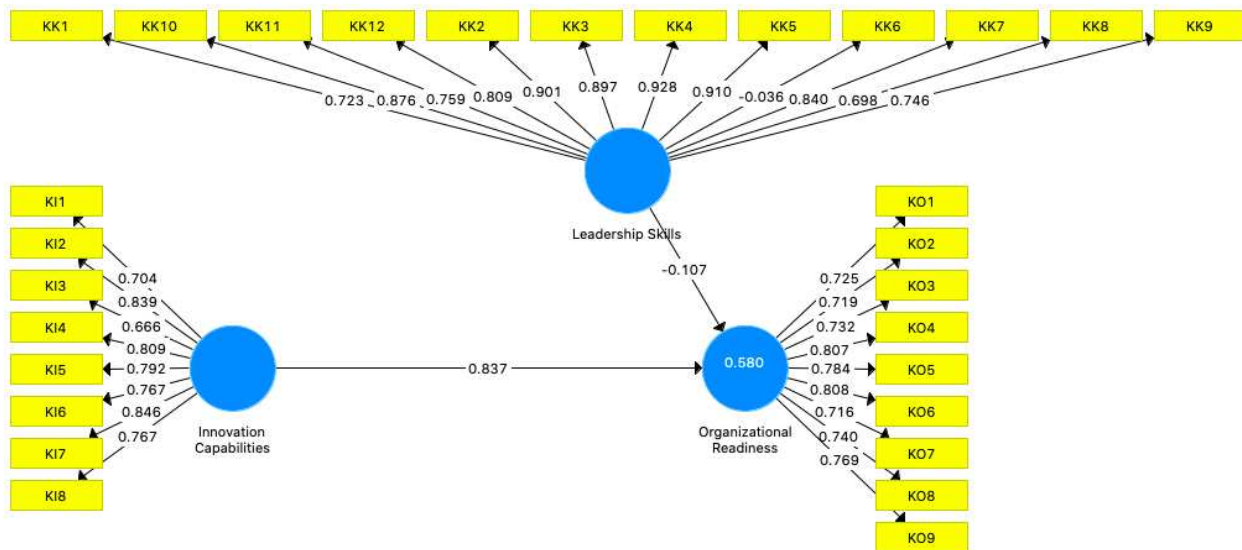 KK1 KK10 KK11 KK12 KK2 KK3 KK4 KK5 KK6 KK7 KK8 KK9
0.723 0.876 0.759 0.809 0.901 0.897 0.928 0.910 -0.036 0.840 0.698 0.746
Leadership Skills
-0.107
KI1
KI2
KI3
KI4
KI5
KI6
KI7
KI8
0.704
0.839
0.666
0.809
0.792
0.767
0.846
0.767
Innovation
Capabilities
0.837
0.580
Organizational
Readiness
0.725
0.719
0.732
0.807
0.784
0.808
0.716
0.740
0.769
KO1
KO2
KO3
KO4
KO5
KO6
KO7
KO8
KO9